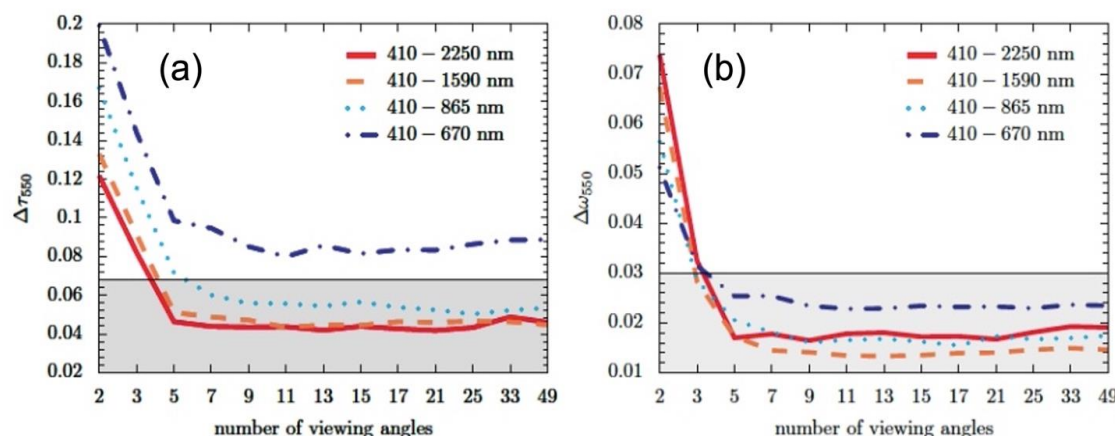 (a)
410 – 2250 nm
410 – 1590 nm
410 – 865 nm
410 – 670 nm
Δτ550
0.2
0.18
0.16
0.14
0.12
0.1
0.08
0.06
0.04
0.02
2 3 5 7 9 11 13 15 17 21 25 33 49
number of viewing angles
(b)
410 – 2250 nm
410 – 1590 nm
410 – 865 nm
410 – 670 nm
Δω550
0.08
0.07
0.06
0.05
0.04
0.03
0.02
0.01
2 3 5 7 9 11 13 15 17 21 25 33 49
number of viewing angles